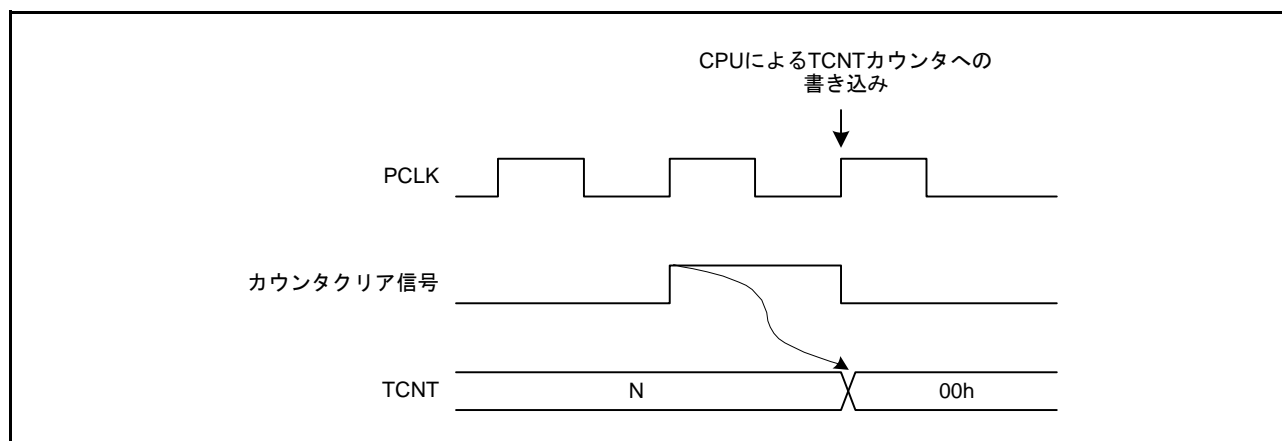 CPUによるTCNTカウンタへの
書き込み
PCLK
カウンタクリア信号
TCNT
N
00h